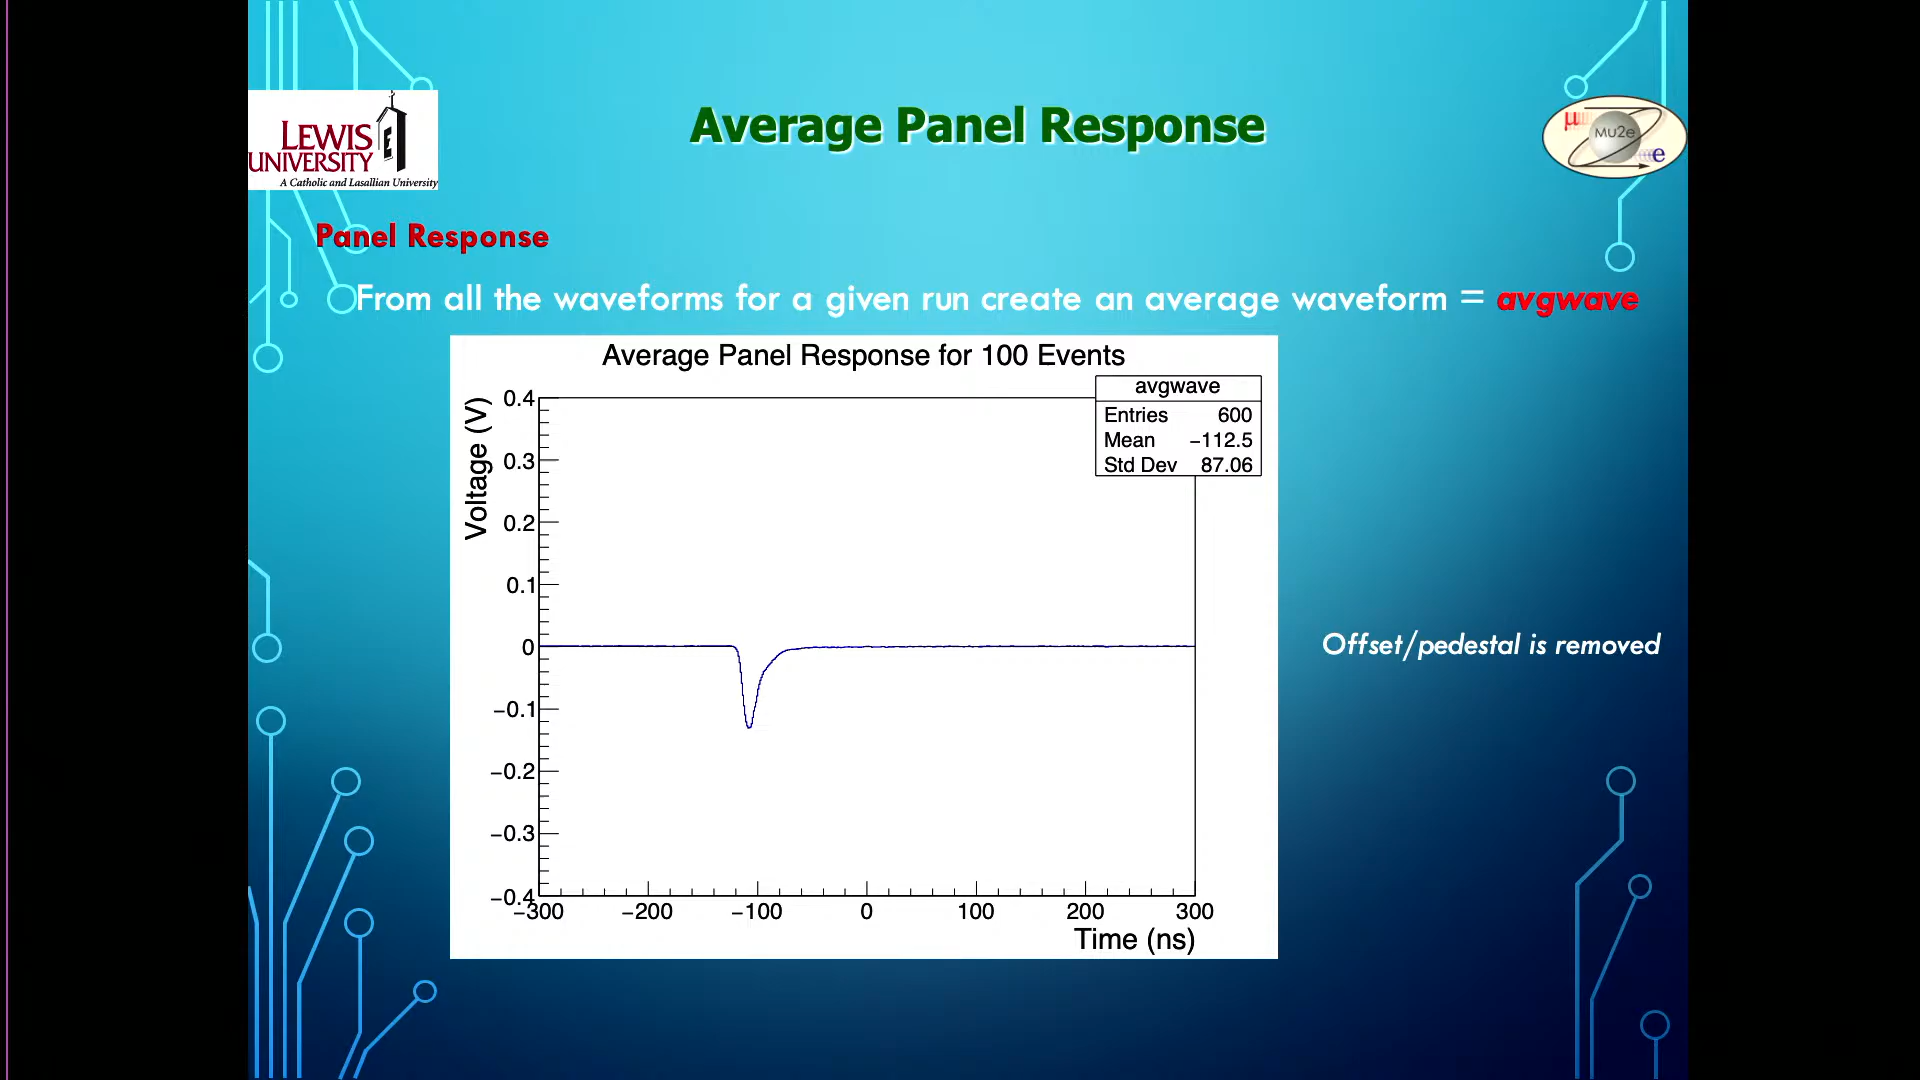 Average Panel Response
LEWIS
UNIVERSITY
A Catholic and Lasallian University
μ
MU2e
e
Panel Response
From all the waveforms for a given run create an average waveform = avgwave
Average Panel Response for 100 Events
avgwave
Entries 600
Mean −112.5
Std Dev 87.06
Voltage (V)
0.4
0.3
0.2
0.1
0
−0.1
−0.2
−0.3
−0.4
−300 −200 −100 0 100 200 300
Time (ns)
Offset/pedestal is removed